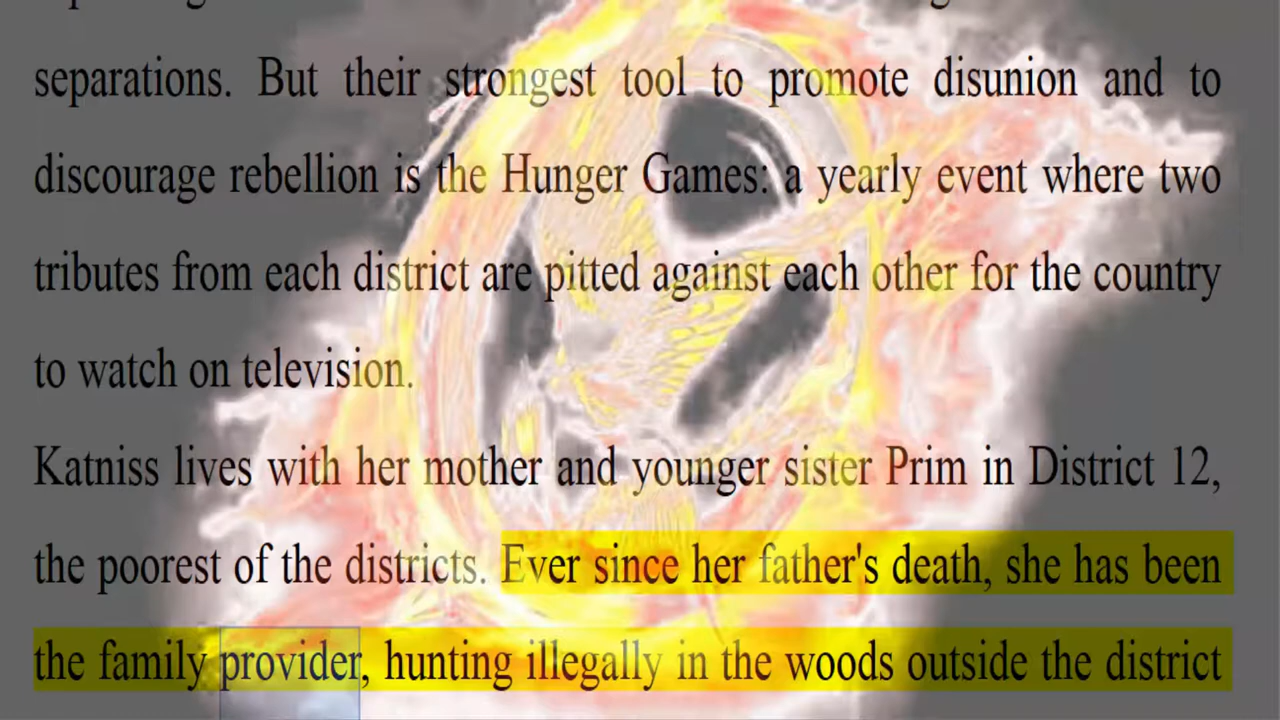 separations. But their strongest tool to promote disunion and to
discourage rebellion is the Hunger Games: a yearly event where two
tributes from each district are pitted against each other for the country
to watch on television.
Katniss lives with her mother and younger sister Prim in District 12,
the poorest of the districts. Ever since her father's death, she has been
the family provider, hunting illegally in the woods outside the district